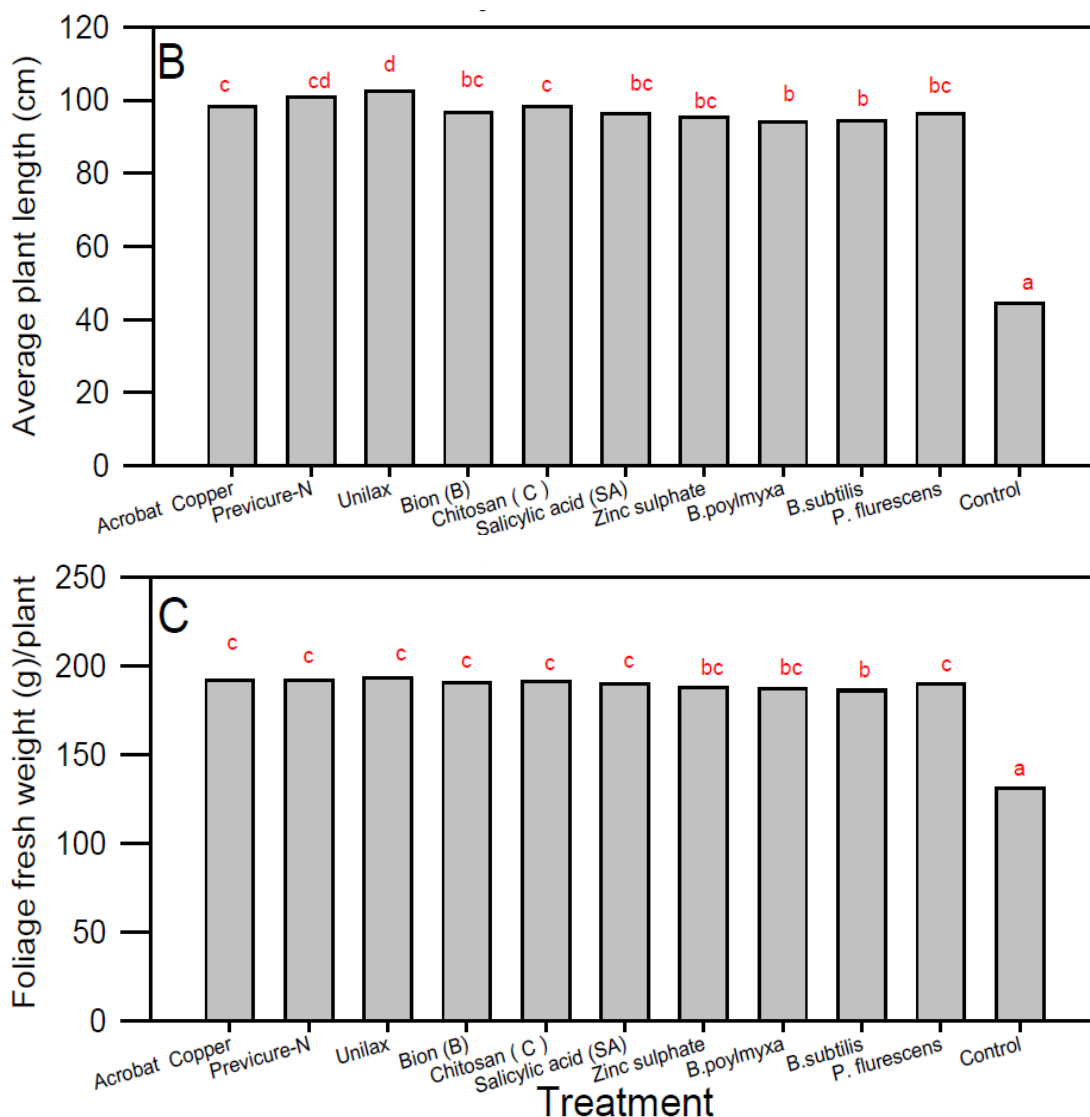 B
Average plant length (cm)
120
100
80
60
40
20
0
c
cd
d
bc
c
bc
bc
b
b
bc
a
Acrobat Copper
Previcure-N
Unilax
Bion (B)
Chitosan ( C )
Salicylic acid (SA)
Zinc sulphate
B.poylmyxa
B.subtilis
P. flurescens
Control
C
Foliage fresh weight (g)/plant
250
200
150
100
50
0
c
c
c
c
c
c
bc
bc
b
c
a
Acrobat Copper
Previcure-N
Unilax
Bion (B)
Chitosan ( C )
Salicylic acid (SA)
Zinc sulphate
B.poylmyxa
B.subtilis
P. flurescens
Control
Treatment